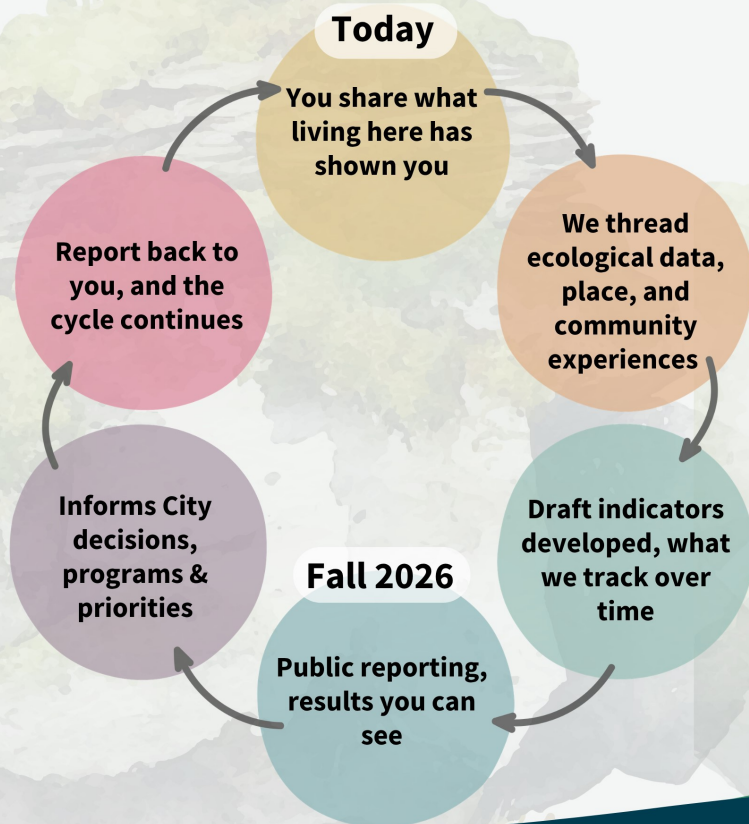 Today
You share what
living here has
shown you
We thread
ecological data,
place, and
community
experiences
Draft indicators
developed, what
we track over
time
Fall 2026
Public reporting,
results you can
see
Informs City
decisions,
programs &
priorities
Report back to
you, and the
cycle continues